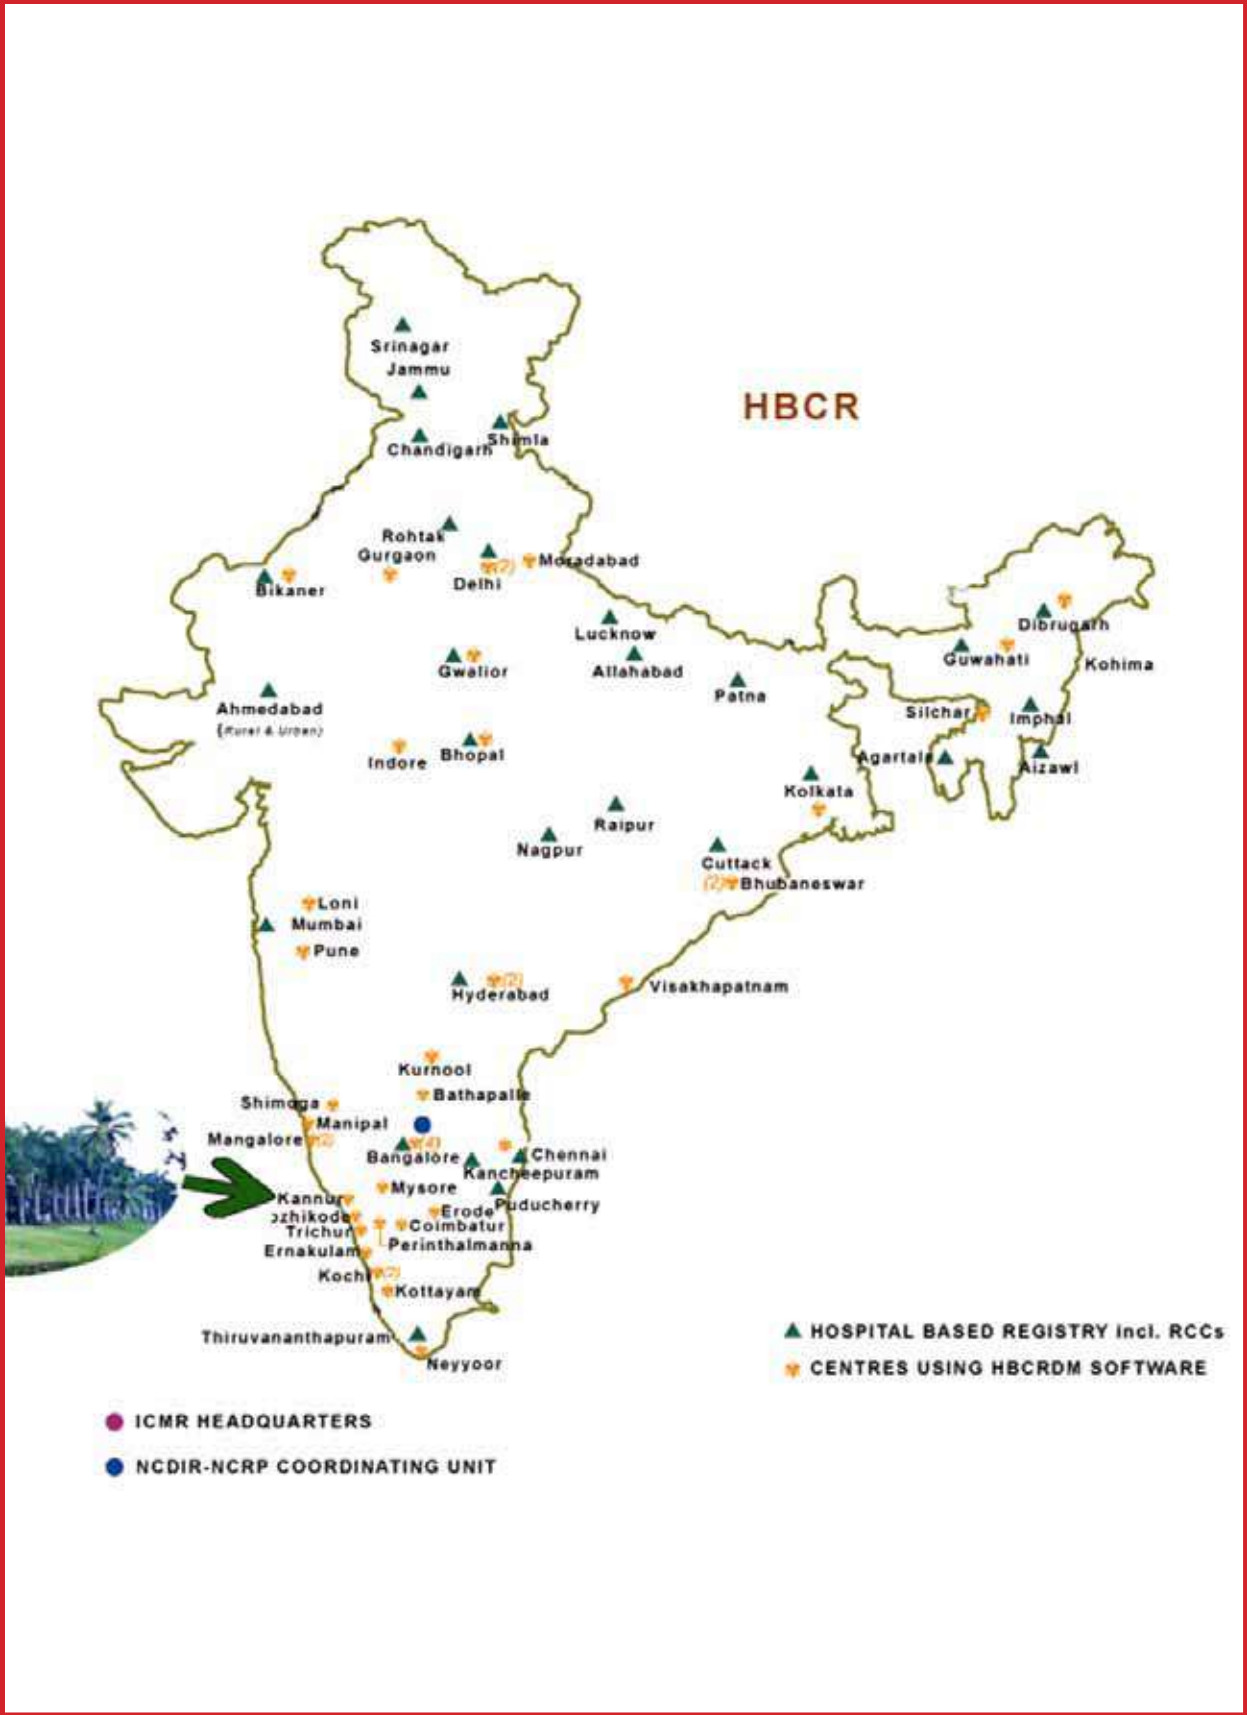 Srinagar
Jammu
HBCR
Shimla
Chandigarh
Rohtak
Gurgaon
(2)
Moradabad
Delhi
Bikaner
Dibrugarh
Lucknow
Guwahati
Kohima
Gwalior
Allahabad
Patna
Ahmedabad
(Rural & Urban)
Silchar
Imphal
Indore
Bhopal
Agartala
Aizawl
Kolkata
Raipur
Nagpur
Cuttack
(2)
Bhubaneswar
Loni
Mumbai
Pune
(2)
Hyderabad
Visakhapatnam
Kurnool
Bathapalle
Shimoga
Manipal
Mangalore
(2)
(4)
Bangalore
Chennai
Kancheepuram
Mysore
Kannur
Puducherry
Erode
ozhikode
Coimbatur
Trichur
Perinthalmanna
Ernakulam
Kochi
(2)
Kottayam
Thiruvananthapuram
Neyyoor
HOSPITAL BASED REGISTRY incl. RCCs
CENTRES USING HBCRDM SOFTWARE
ICMR HEADQUARTERS
NCDIR-NCRP COORDINATING UNIT